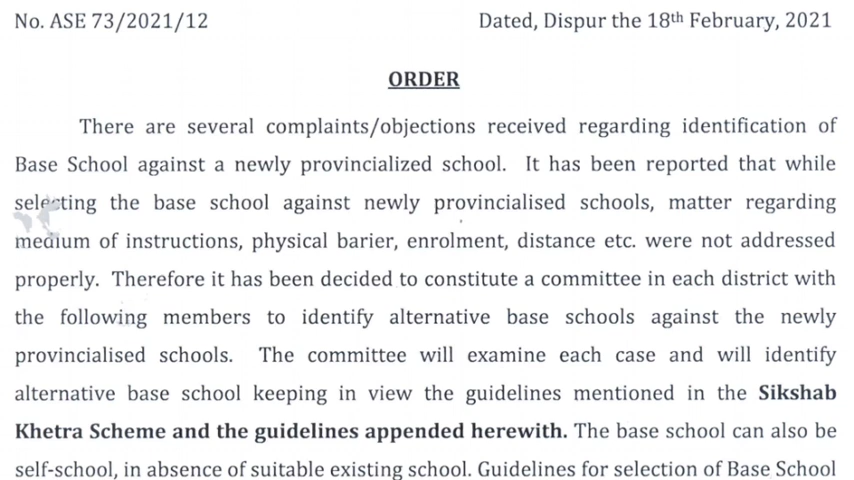 No. ASE 73/2021/12 Dated, Dispur the 18th February, 2021
ORDER
There are several complaints/objections received regarding identification of
Base School against a newly provincialized school. It has been reported that while
selecting the base school against newly provincialised schools, matter regarding
medium of instructions, physical barier, enrolment, distance etc. were not addressed
properly. Therefore it has been decided to constitute a committee in each district with
the following members to identify alternative base schools against the newly
provincialised schools. The committee will examine each case and will identify
alternative base school keeping in view the guidelines mentioned in the Sikshab
Khetra Scheme and the guidelines appended herewith. The base school can also be
self-school, in absence of suitable existing school. Guidelines for selection of Base School